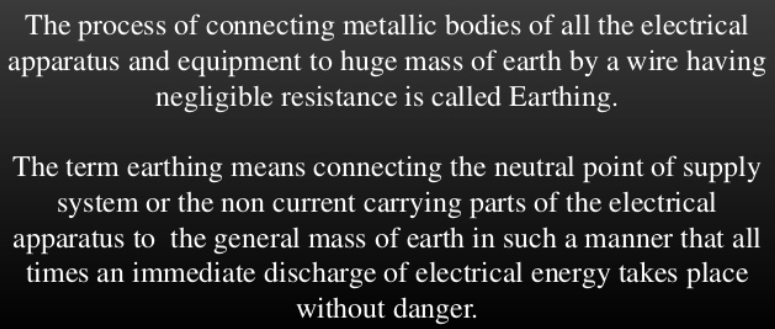 The process of connecting metallic bodies of all the electrical
apparatus and equipment to huge mass of earth by a wire having
negligible resistance is called Earthing.
The term earthing means connecting the neutral point of supply
system or the non current carrying parts of the electrical
apparatus to  the general mass of earth in such a manner that all
times an immediate discharge of electrical energy takes place
without danger.